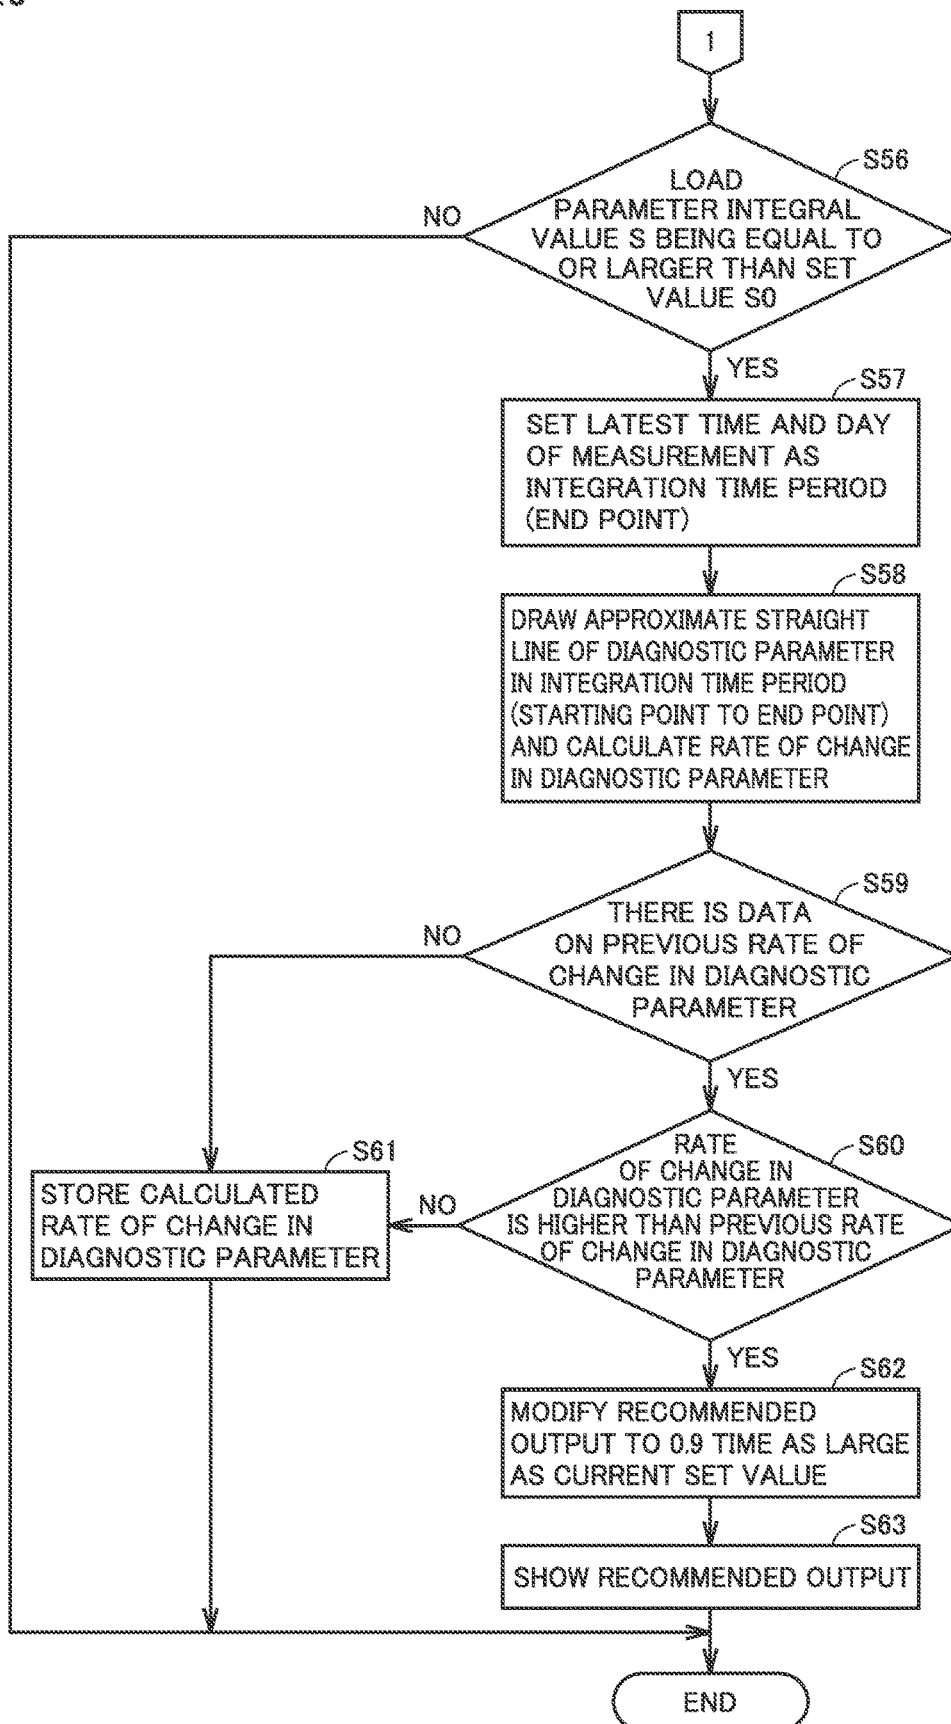 1
S56
LOAD
PARAMETER INTEGRAL
VALUE S BEING EQUAL TO
OR LARGER THAN SET
VALUE S0
NO
YES
S57
SET LATEST TIME AND DAY
OF MEASUREMENT AS
INTEGRATION TIME PERIOD
(END POINT)
S58
DRAW APPROXIMATE STRAIGHT
LINE OF DIAGNOSTIC PARAMETER
IN INTEGRATION TIME PERIOD
(STARTING POINT TO END POINT)
AND CALCULATE RATE OF CHANGE
IN DIAGNOSTIC PARAMETER
S59
THERE IS DATA
ON PREVIOUS RATE OF
CHANGE IN DIAGNOSTIC
PARAMETER
NO
YES
S60
RATE
OF CHANGE IN
DIAGNOSTIC PARAMETER
IS HIGHER THAN PREVIOUS RATE
OF CHANGE IN DIAGNOSTIC
PARAMETER
NO
S61
STORE CALCULATED
RATE OF CHANGE IN
DIAGNOSTIC PARAMETER
YES
S62
MODIFY RECOMMENDED
OUTPUT TO 0.9 TIME AS LARGE
AS CURRENT SET VALUE
S63
SHOW RECOMMENDED OUTPUT
END